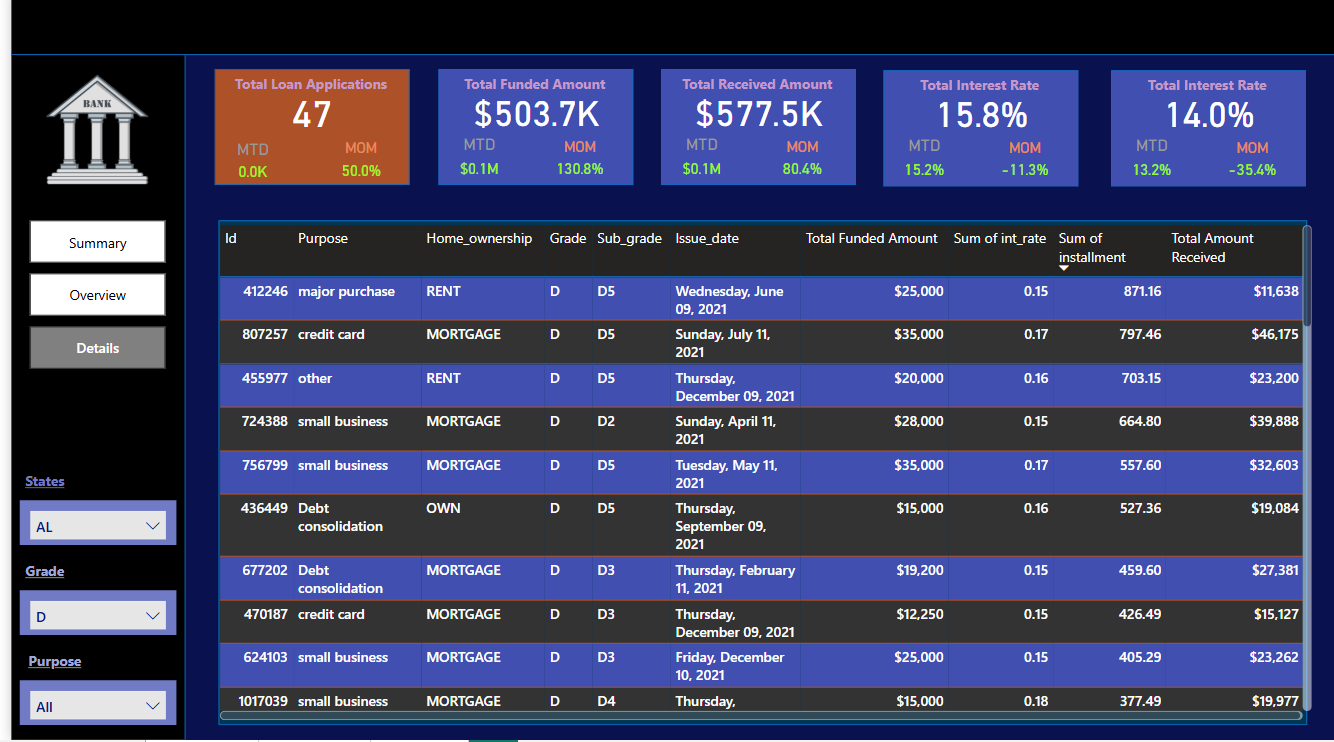 Total Loan Applications
47
MTD MOM
0.0K 50.0%
Total Funded Amount
$503.7K
MTD MOM
$0.1M 130.8%
Total Received Amount
$577.5K
MTD MOM
$0.1M 80.4%
Total Interest Rate
15.8%
MTD MOM
15.2% -11.3%
Total Interest Rate
14.0%
MTD MOM
13.2% -35.4%
BANK
Summary
Overview
Details
States
AL
Grade
D
Purpose
All
Id Purpose Home_ownership Grade Sub_grade Issue_date Total Funded Amount Sum of int_rate Sum of Total Amount
installment Received
412246 major purchase RENT D D5 Wednesday, June $25,000 0.15 871.16 $11,638
09, 2021
807257 credit card MORTGAGE D D5 Sunday, July 11, $35,000 0.17 797.46 $46,175
2021
455977 other RENT D D5 Thursday, $20,000 0.16 703.15 $23,200
December 09, 2021
724388 small business MORTGAGE D D2 Sunday, April 11, $28,000 0.15 664.80 $39,888
2021
756799 small business MORTGAGE D D5 Tuesday, May 11, $35,000 0.17 557.60 $32,603
2021
436449 Debt OWN D D5 Thursday, $15,000 0.16 527.36 $19,084
consolidation September 09,
2021
677202 Debt MORTGAGE D D3 Thursday, February $19,200 0.15 459.60 $27,381
consolidation 11, 2021
470187 credit card MORTGAGE D D3 Thursday, $12,250 0.15 426.49 $15,127
December 09, 2021
624103 small business MORTGAGE D D3 Friday, December $25,000 0.15 405.29 $23,262
10, 2021
1017039 small business MORTGAGE D D4 Thursday, $15,000 0.18 377.49 $19,977